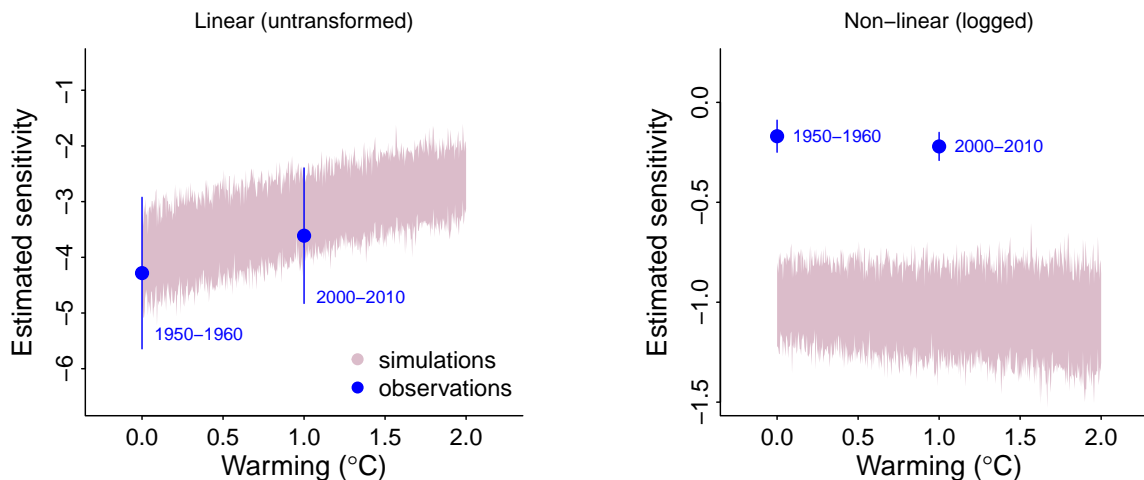 Linear (untransformed)
Estimated sensitivity
−1
−2
−3
−4
−5
−6
1950−1960
2000−2010
simulations
observations
0.0 0.5 1.0 1.5 2.0
Warming (°C)
Non−linear (logged)
Estimated sensitivity
0.0
−0.5
−1.0
−1.5
1950−1960
2000−2010
0.0 0.5 1.0 1.5 2.0
Warming (°C)